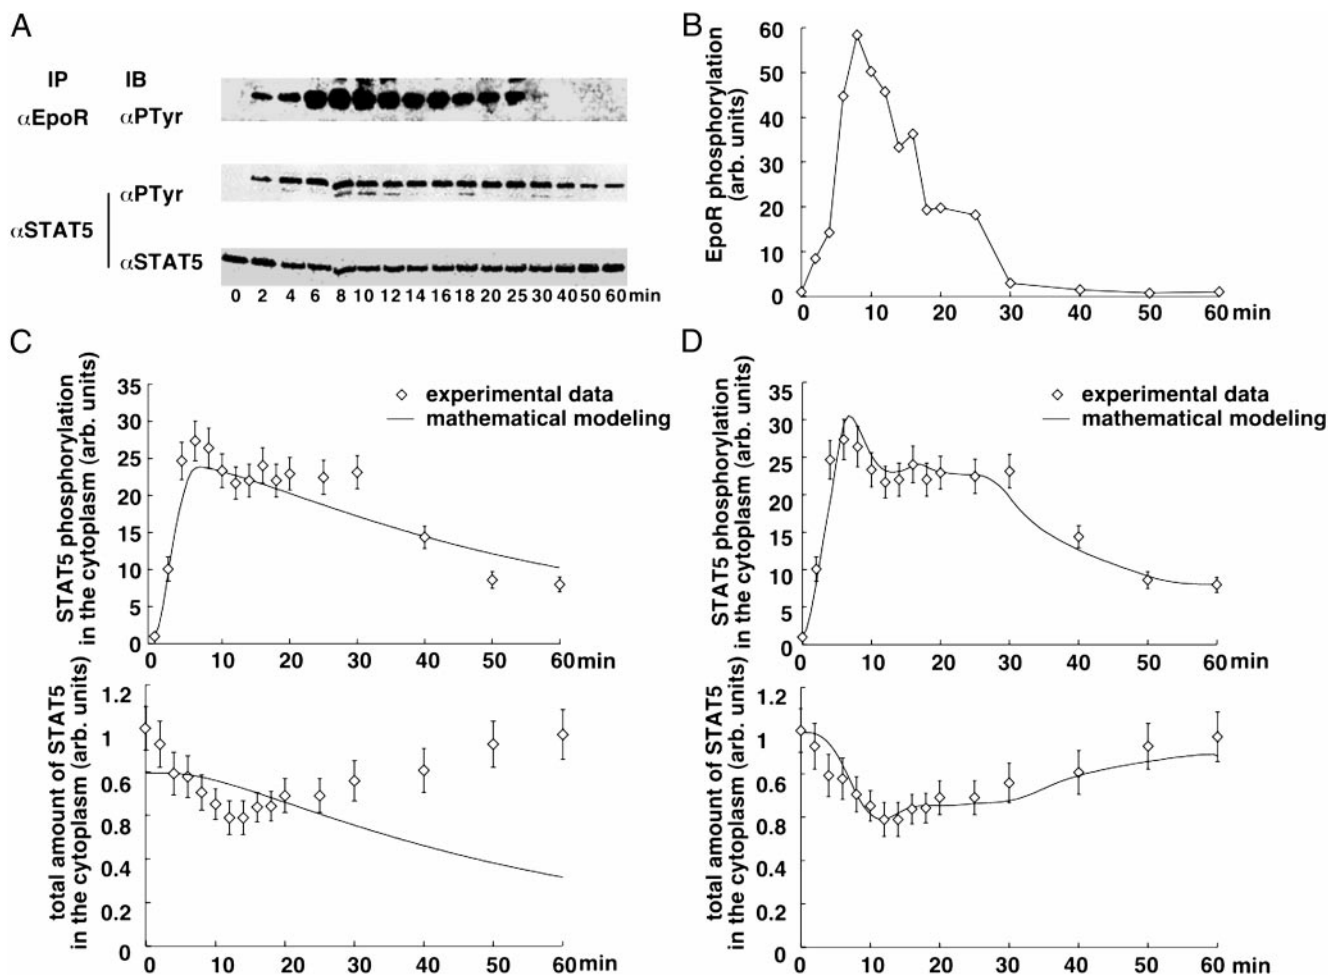 A
IP IB
αEpoR αPTyr
αPTyr
αSTAT5
αSTAT5
0 2 4 6 8 10 12 14 16 18 20 25 30 40 50 60 min
B
EpoR phosphorylation
(arb. units)
60
50
40
30
20
10
0
0 10 20 30 40 50 60 min
C
STAT5 phosphorylation
in the cytoplasm (arb. units)
35
30
25
20
15
10
5
0
experimental data
mathematical modeling
0 10 20 30 40 50 60 min
total amount of STAT5
in the cytoplasm (arb. units)
1.2
1
0.6
0.8
0.4
0.2
0
0 10 20 30 40 50 60 min
D
STAT5 phosphorylation
in the cytoplasm (arb. units)
35
30
25
20
15
10
5
0
experimental data
mathematical modeling
0 10 20 30 40 50 60 min
total amount of STAT5
in the cytoplasm (arb. units)
1.2
1
0.6
0.8
0.4
0.2
0
0 10 20 30 40 50 60 min